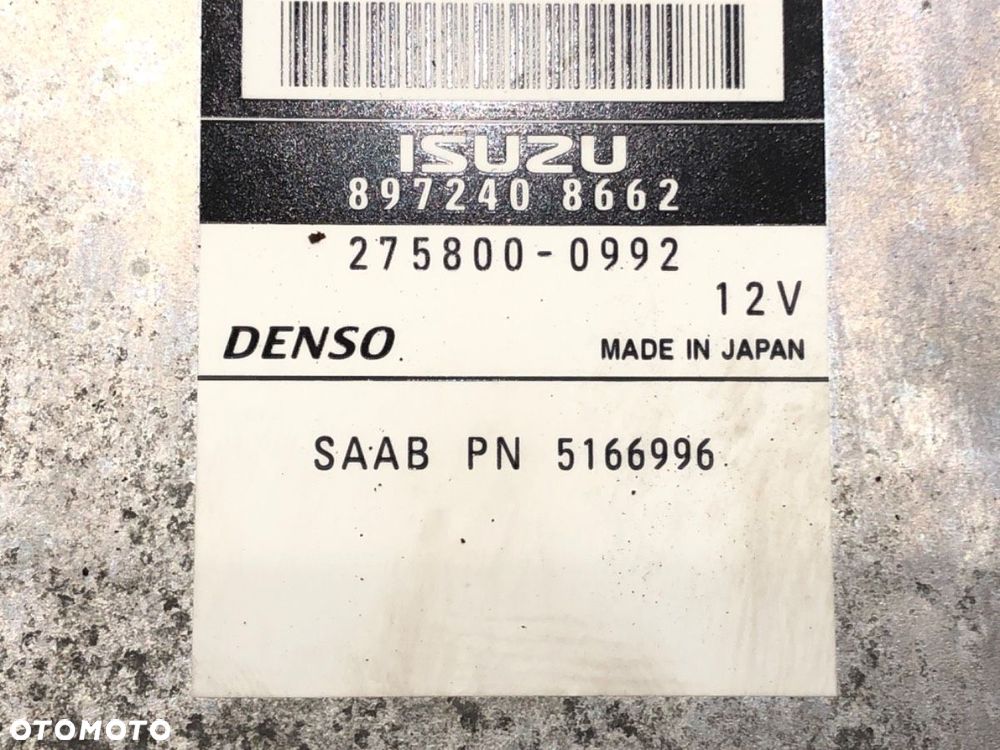 ISUZU
897240 8662
275800-0992
12V
DENSO MADE IN JAPAN
SAAB PN 5166996
OTOMOTO